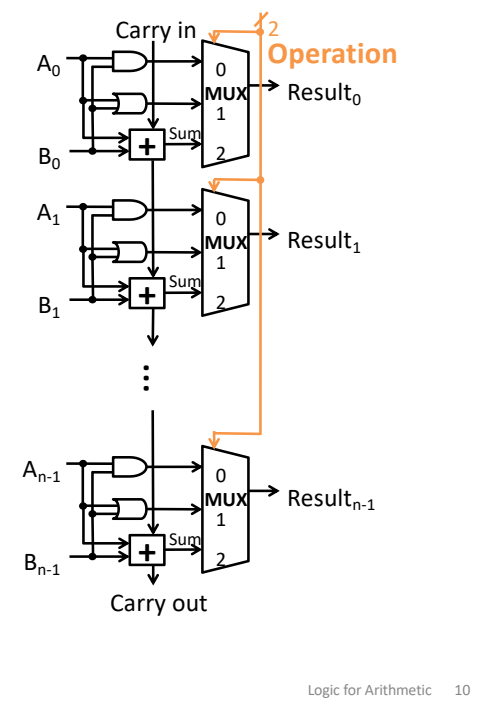 Carry in
2
Operation
A₀
0
MUX
1
Result₀
Sum
+
B₀
2
A₁
0
MUX
1
Result₁
Sum
+
B₁
2
...
Aₙ₋₁
0
MUX
1
Resultₙ₋₁
Sum
+
Bₙ₋₁
2
Carry out
Logic for Arithmetic 10